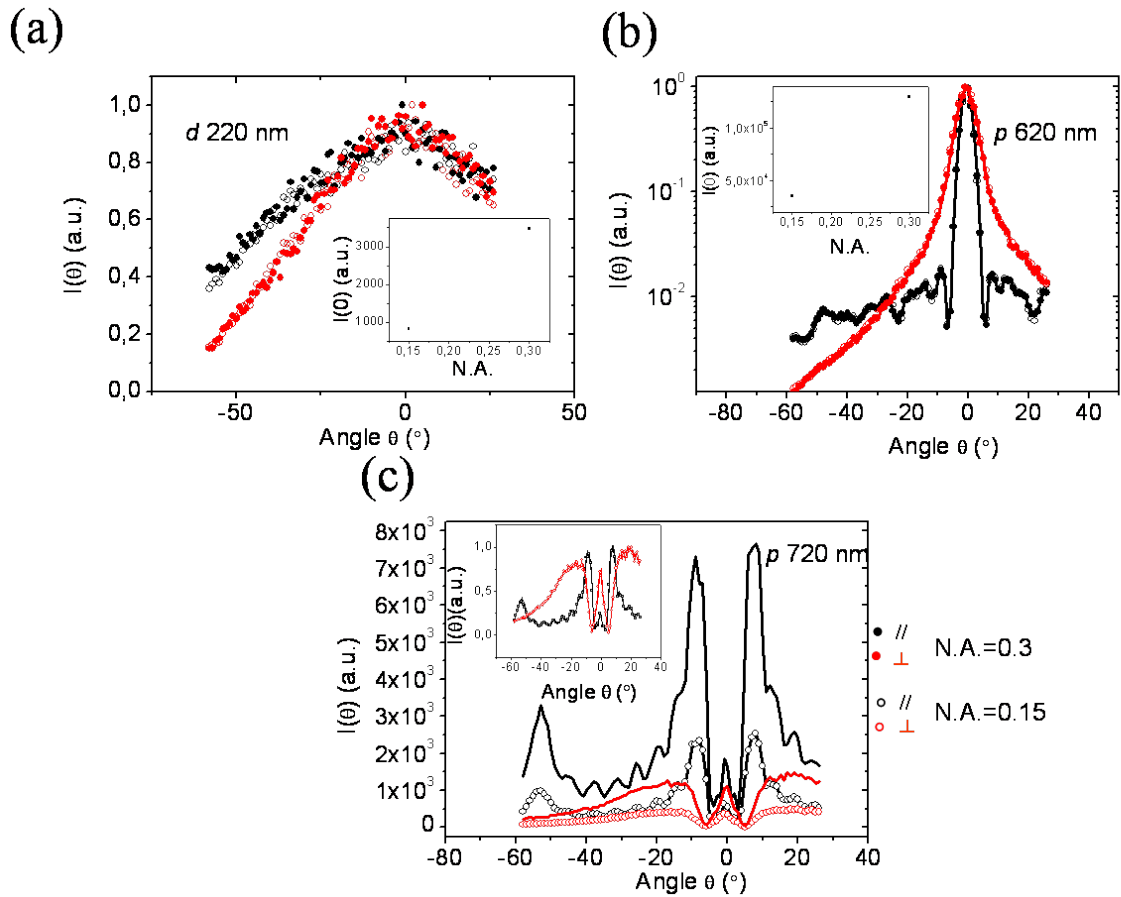 (a)
(b)
d 220 nm
1,0
0,8
0,6
0,4
0,2
0,0
I(θ) (a.u.)
-50
0
50
Angle θ (°)
I(0) (a.u.)
3000
2000
1000
0,15 0,20 0,25 0,30
N.A.
p 620 nm
10⁰
10⁻¹
10⁻²
I(θ) (a.u.)
-80 -60 -40 -20 0 20 40
Angle θ (°)
I(0) (a.u.)
1,0x10⁵
5,0x10⁴
0,15 0,20 0,25 0,30
N.A.
(c)
p 720 nm
8x10³
7x10³
6x10³
5x10³
4x10³
3x10³
2x10³
1x10³
0
I(θ) (a.u.)
-80 -60 -40 -20 0 20 40
Angle θ (°)
I(θ)(a.u.)
1,0
0,5
0,0
-60 -40 -20 0 20 40
Angle θ (°)
// N.A.=0.3
⊥
// N.A.=0.15
⊥